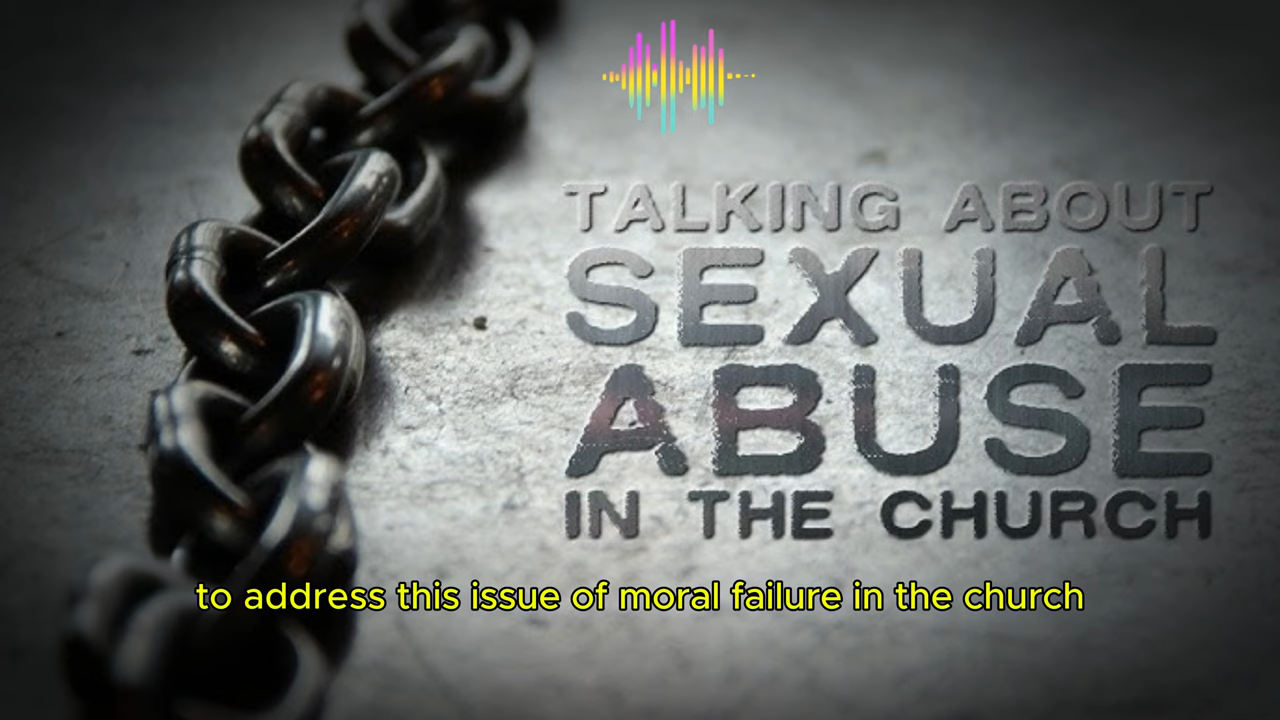 TALKING ABOUT
SEXUAL
ABUSE
IN THE CHURCH
to address this issue of moral failure in the church